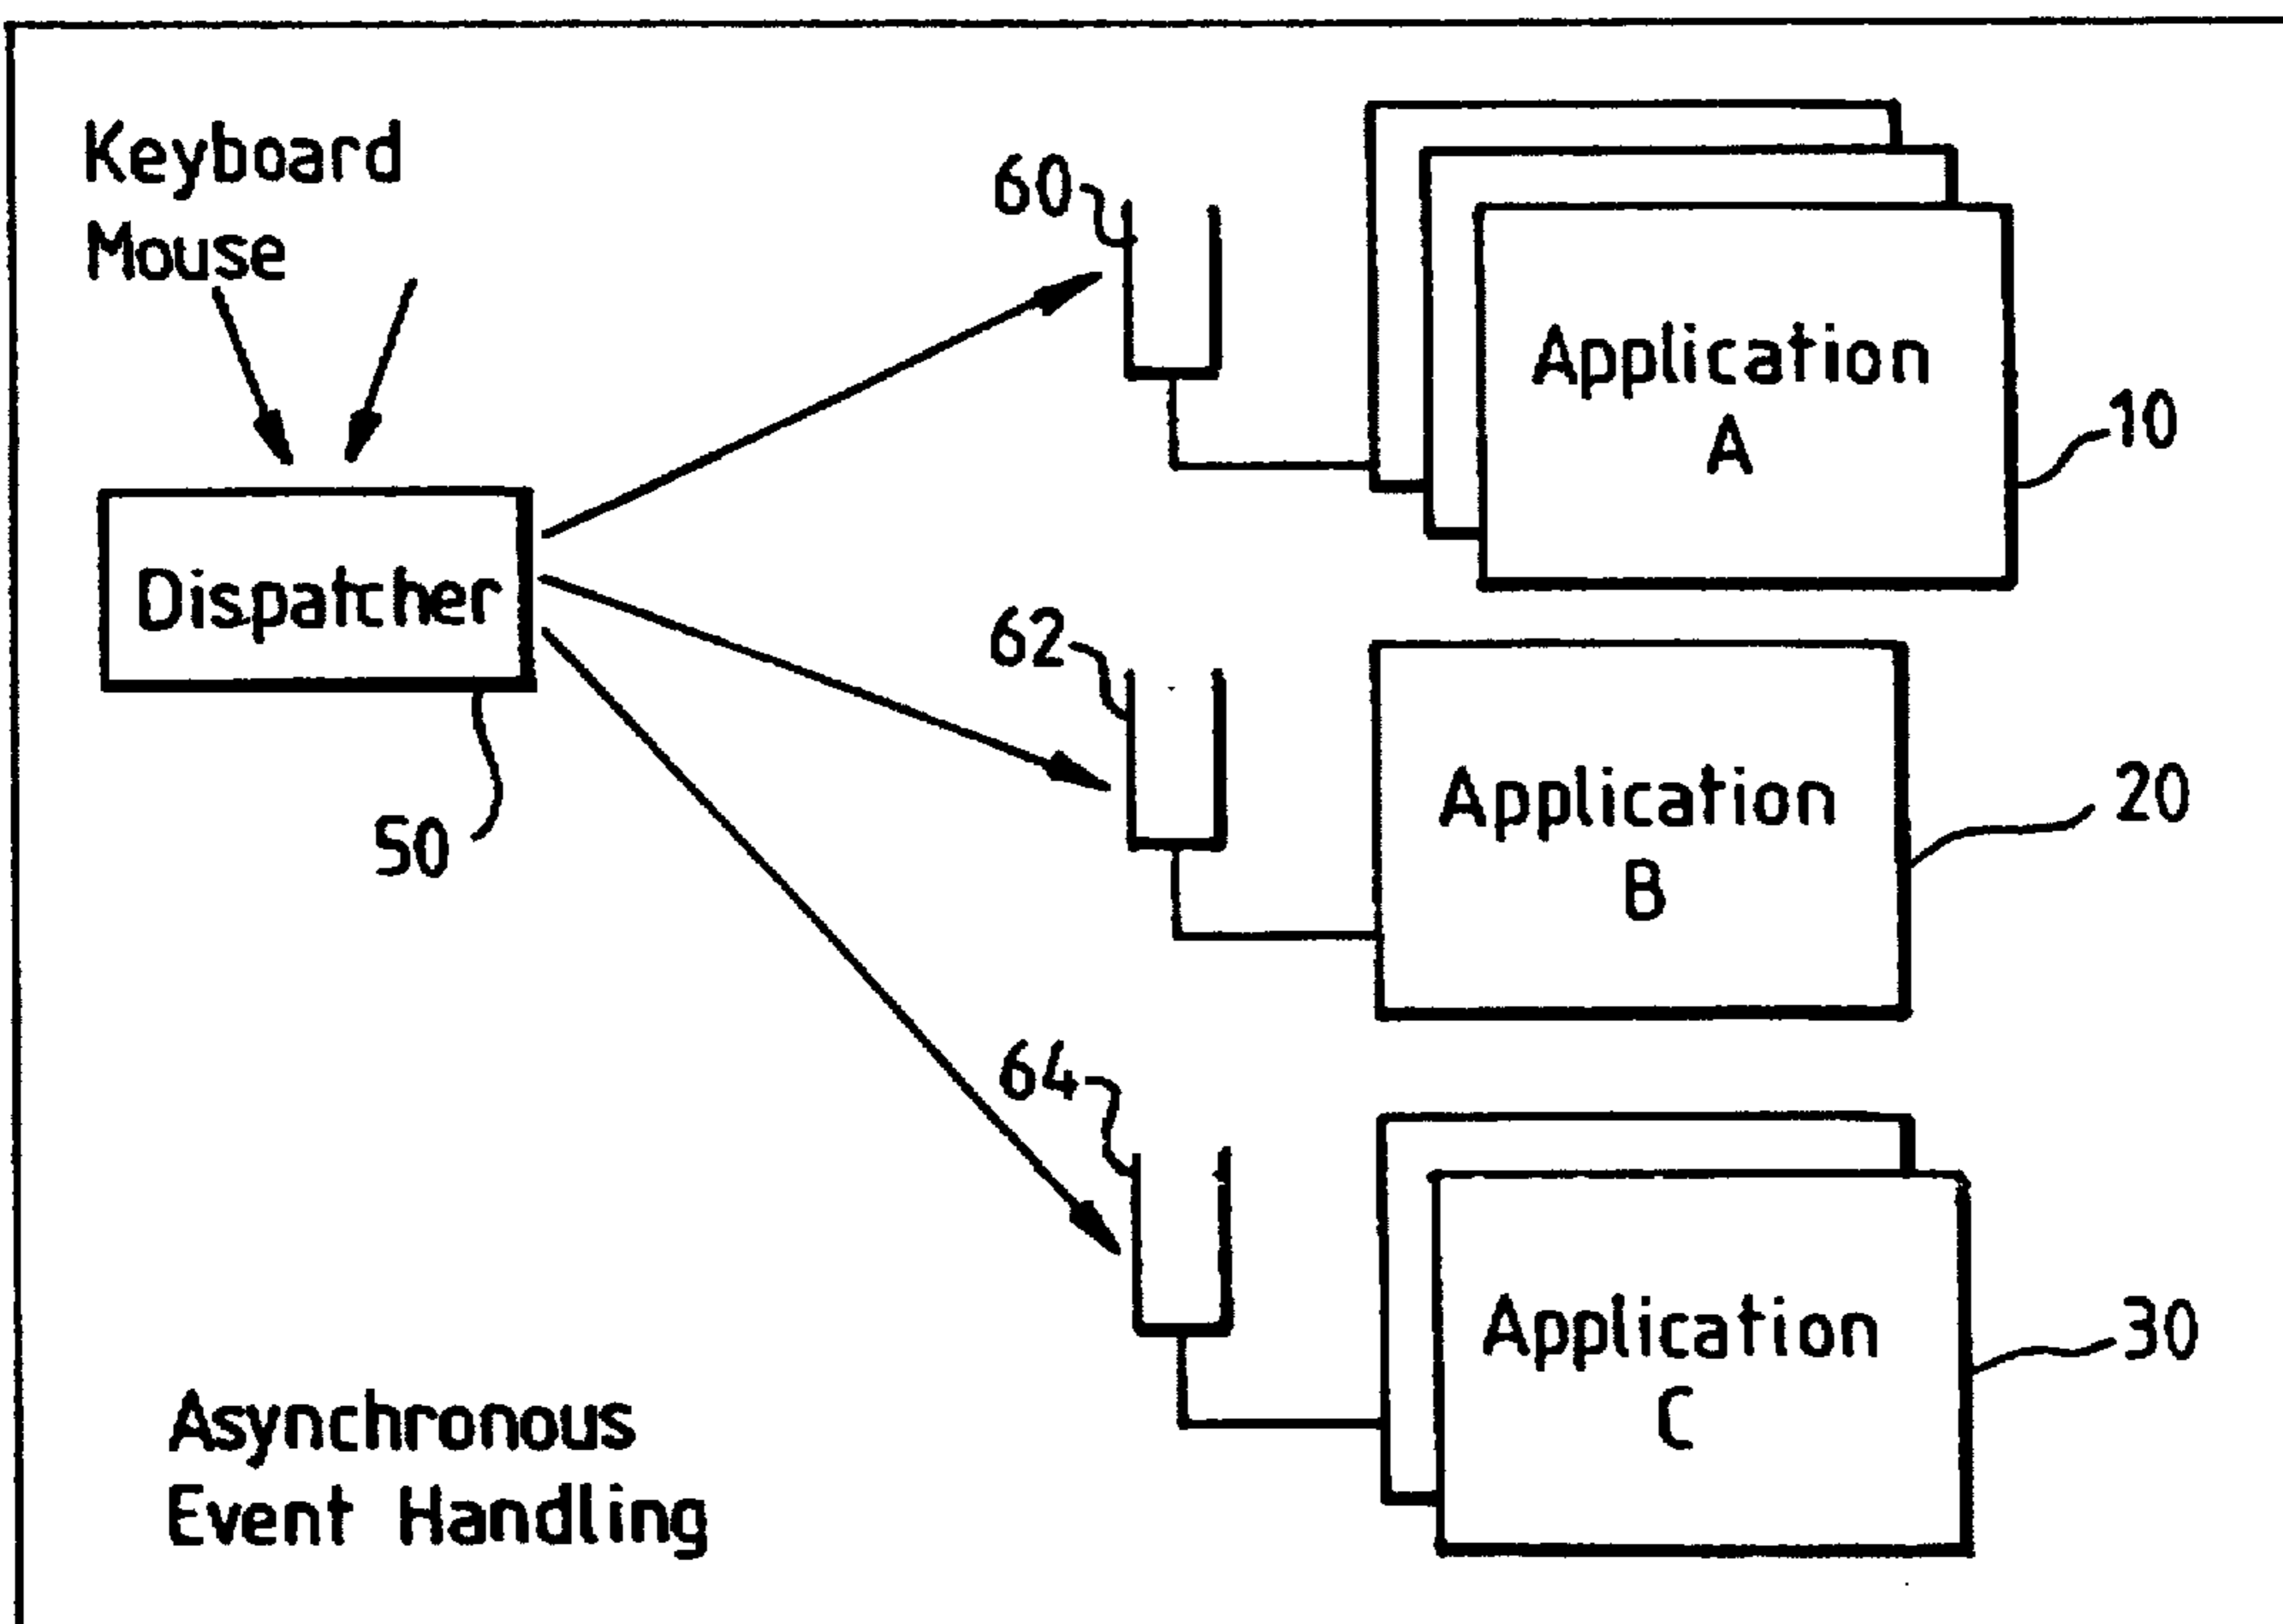 Keyboard
Mouse
60
Application
A
10
Dispatcher
50
62
Application
B
20
64
Application
C
30
Asynchronous
Event Handling